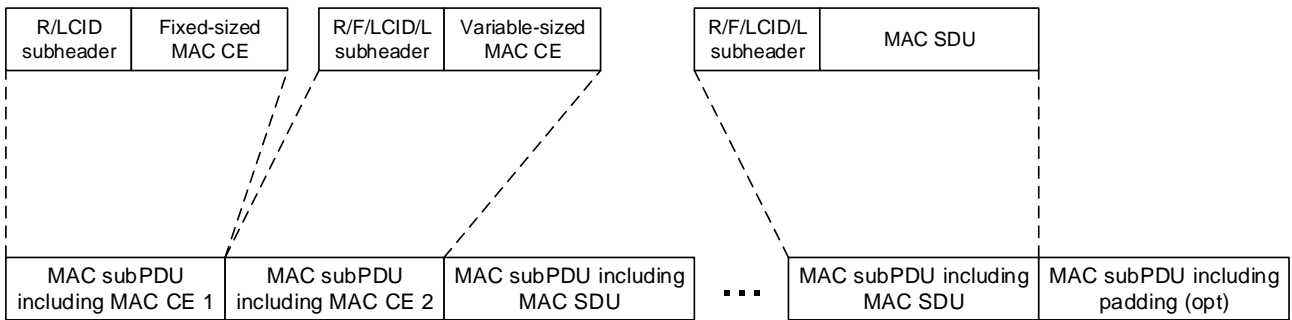 R/LCID
subheader
Fixed-sized
MAC CE
R/F/LCID/L
subheader
Variable-sized
MAC CE
R/F/LCID/L
subheader
MAC SDU
MAC subPDU
including MAC CE 1
MAC subPDU
including MAC CE 2
MAC subPDU including
MAC SDU
...
MAC subPDU including
MAC SDU
MAC subPDU including
padding (opt)